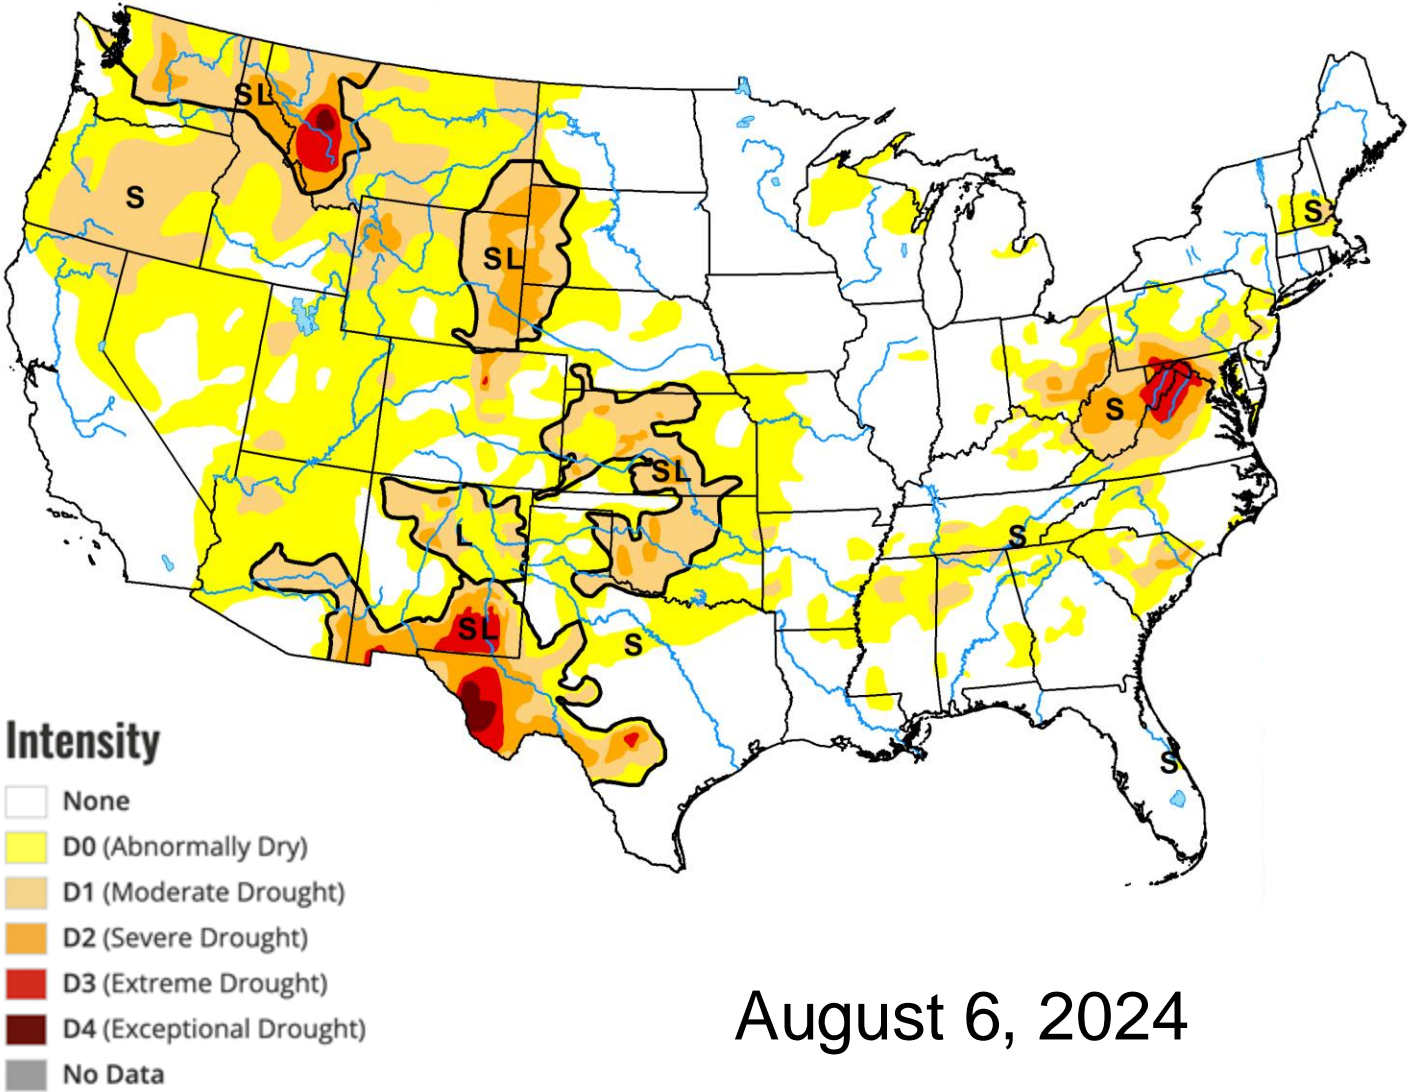 SL
S
S
SL
S
SL
L
S
SL
S
S
Intensity
None
D0 (Abnormally Dry)
D1 (Moderate Drought)
D2 (Severe Drought)
D3 (Extreme Drought)
D4 (Exceptional Drought)
No Data
August 6, 2024